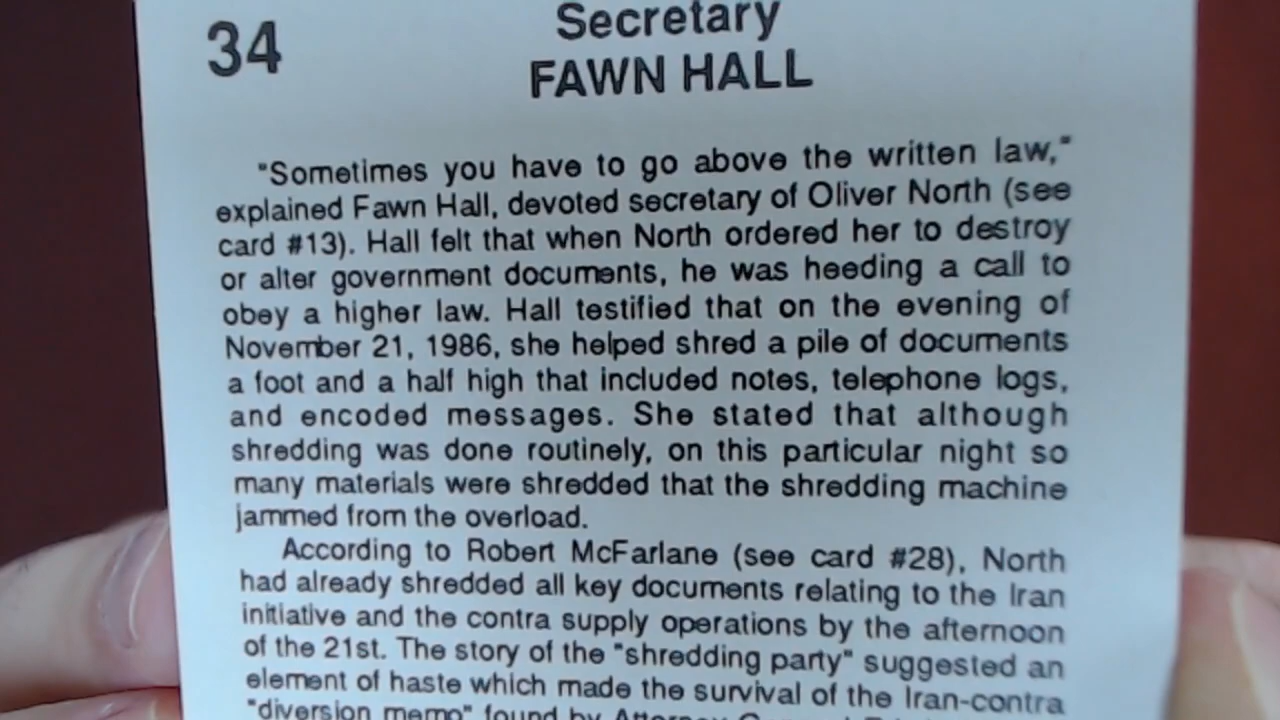 34
Secretary
FAWN HALL
"Sometimes you have to go above the written law,"
explained Fawn Hall, devoted secretary of Oliver North (see
card #13). Hall felt that when North ordered her to destroy
or alter government documents, he was heeding a call to
obey a higher law. Hall testified that on the evening of
November 21, 1986, she helped shred a pile of documents
a foot and a half high that included notes, telephone logs,
and encoded messages. She stated that although
shredding was done routinely, on this particular night so
many materials were shredded that the shredding machine
jammed from the overload.
According to Robert McFarlane (see card #28), North
had already shredded all key documents relating to the Iran
initiative and the contra supply operations by the afternoon
of the 21st. The story of the "shredding party" suggested an
element of haste which made the survival of the Iran-contra
"diversion memo" found by Attorney General